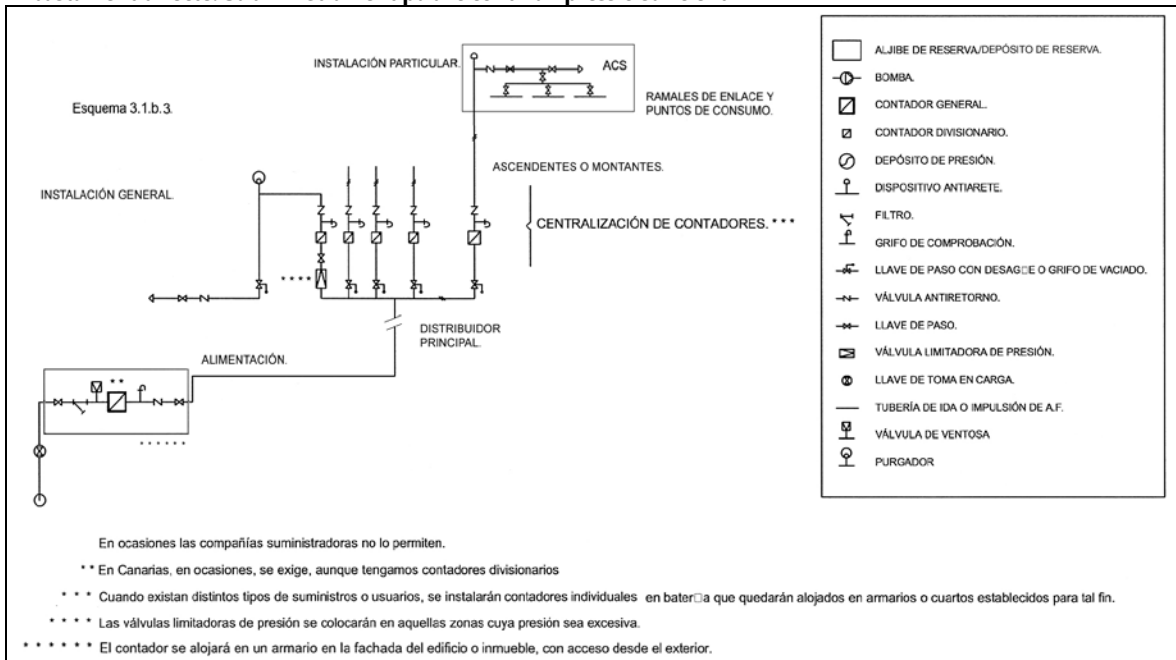 INSTALACIÓN PARTICULAR.
ACS
RAMALES DE ENLACE Y
PUNTOS DE CONSUMO.
Esquema 3.1.b.3.
ASCENDENTES O MONTANTES.
INSTALACIÓN GENERAL.
CENTRALIZACIÓN DE CONTADORES. * * *
* * * *
DISTRIBUIDOR
PRINCIPAL.
ALIMENTACIÓN.
* *
* * * * * *
ALJIBE DE RESERVA/DEPÓSITO DE RESERVA.
BOMBA.
CONTADOR GENERAL.
CONTADOR DIVISIONARIO.
DEPÓSITO DE PRESIÓN.
DISPOSITIVO ANTIARETE.
FILTRO.
GRIFO DE COMPROBACIÓN.
LLAVE DE PASO CON DESAG□E O GRIFO DE VACIADO.
VÁLVULA ANTIRETORNO.
LLAVE DE PASO.
VÁLVULA LIMITADORA DE PRESIÓN.
LLAVE DE TOMA EN CARGA.
TUBERÍA DE IDA O IMPULSIÓN DE A.F.
VÁLVULA DE VENTOSA
PURGADOR
En ocasiones las compañías suministradoras no lo permiten.
* * En Canarias, en ocasiones, se exige, aunque tengamos contadores divisionarios
* * * Cuando existan distintos tipos de suministros o usuarios, se instalarán contadores individuales en bater□a que quedarán alojados en armarios o cuartos establecidos para tal fin.
* * * * Las válvulas limitadoras de presión se colocarán en aquellas zonas cuya presión sea excesiva.
* * * * * * El contador se alojará en un armario en la fachada del edificio o inmueble, con acceso desde el exterior.